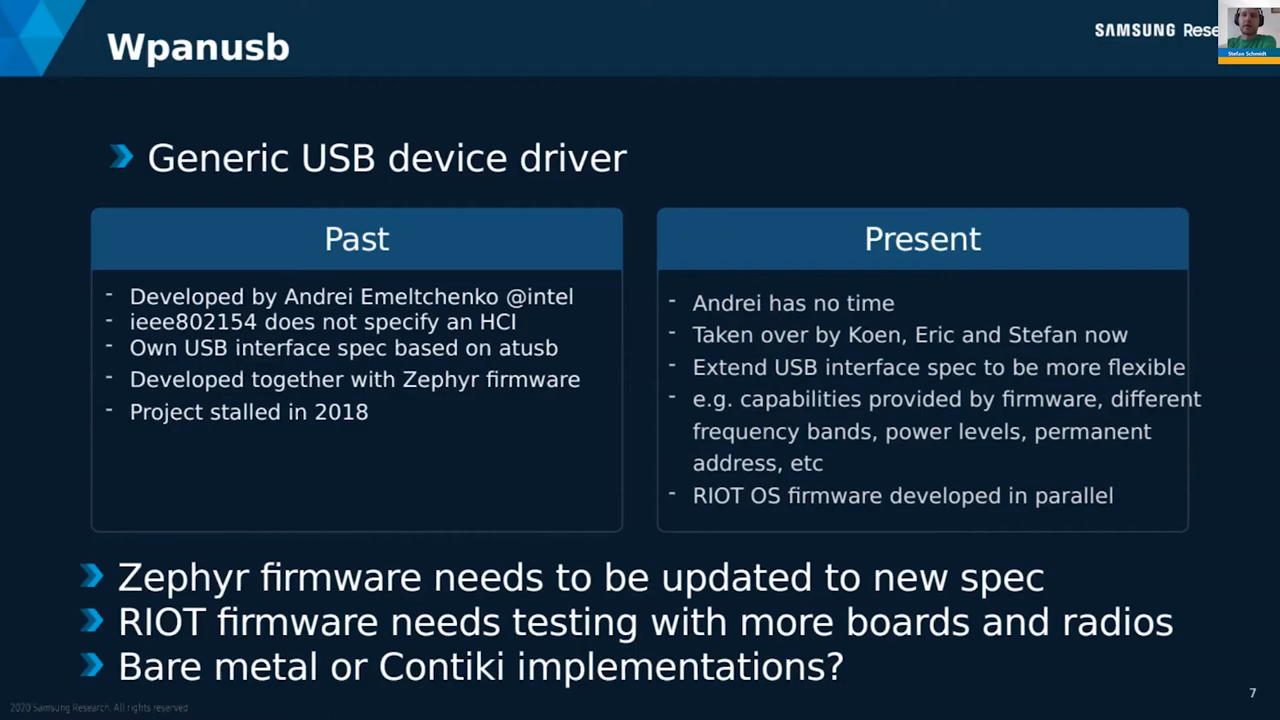 Wpanusb
SAMSUNG Rese
Stefan Schmidt
Generic USB device driver
Past
- Developed by Andrei Emeltchenko @intel
- ieee802154 does not specify an HCI
- Own USB interface spec based on atusb
- Developed together with Zephyr firmware
- Project stalled in 2018
Present
- Andrei has no time
- Taken over by Koen, Eric and Stefan now
- Extend USB interface spec to be more flexible
- e.g. capabilities provided by firmware, different
frequency bands, power levels, permanent
address, etc
- RIOT OS firmware developed in parallel
Zephyr firmware needs to be updated to new spec
RIOT firmware needs testing with more boards and radios
Bare metal or Contiki implementations?
2020 Samsung Research. All rights reserved
7